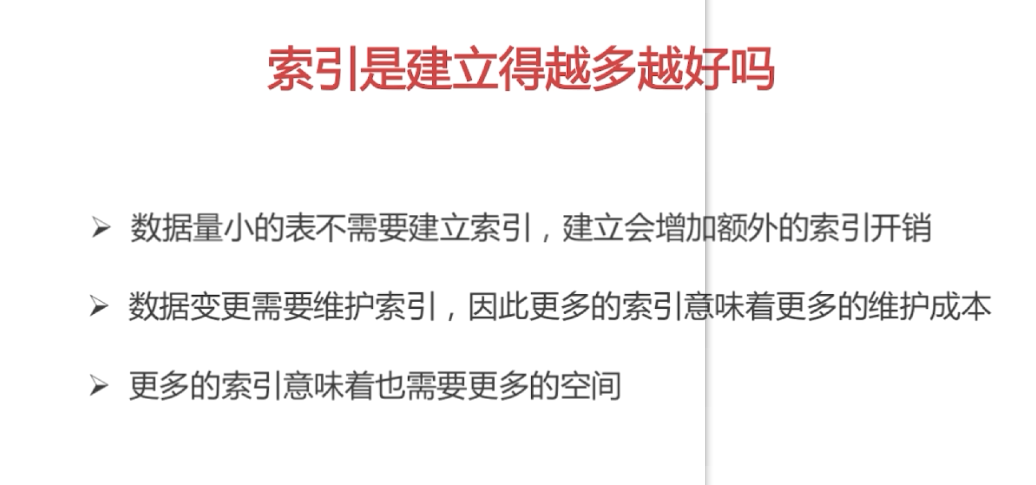 索引是建立得越多越好吗
➢ 数据量小的表不需要建立索引，建立会增加额外的索引开销
➢ 数据变更需要维护索引，因此更多的索引意味着更多的维护成本
➢ 更多的索引意味着也需要更多的空间